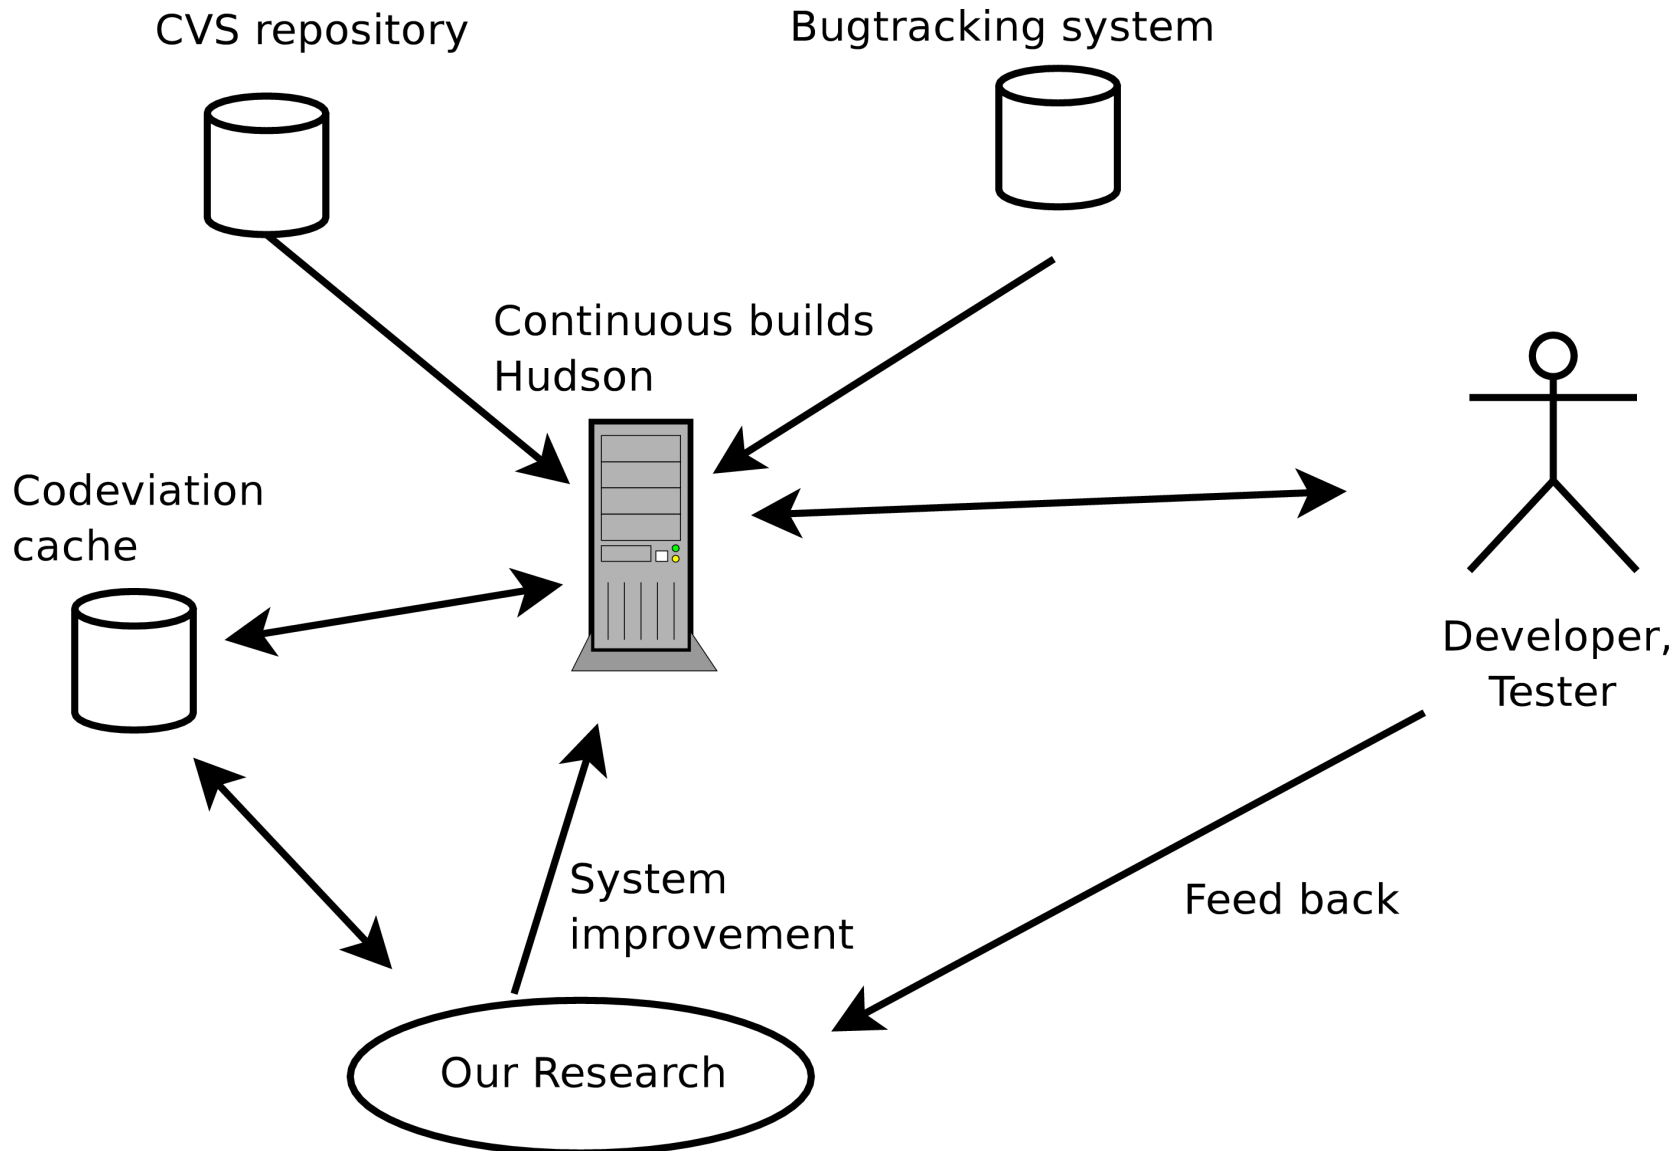 CVS repository
Bugtracking system
Continuous builds
Hudson
Codeviation
cache
Developer,
Tester
System
improvement
Feed back
Our Research